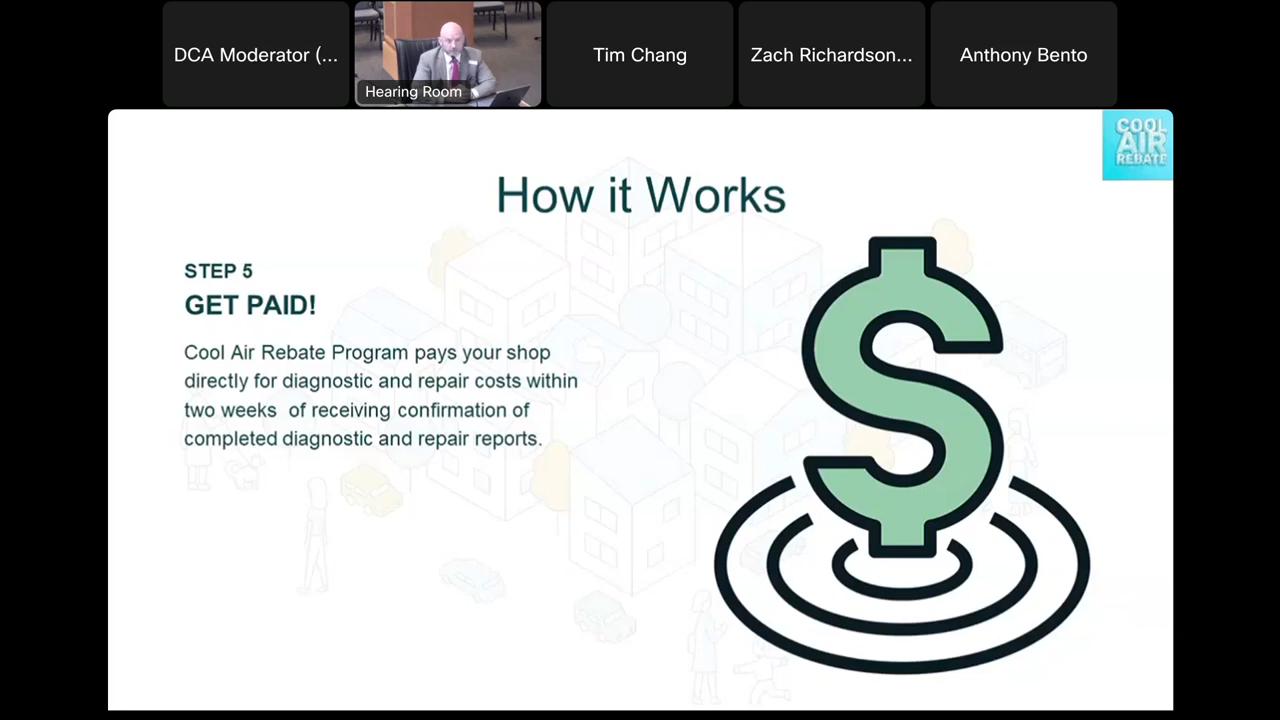 DCA Moderator (...
Hearing Room
Tim Chang
Zach Richardson...
Anthony Bento
COOL
AIR
REBATE
How it Works
STEP 5
GET PAID!
Cool Air Rebate Program pays your shop
directly for diagnostic and repair costs within
two weeks of receiving confirmation of
completed diagnostic and repair reports.